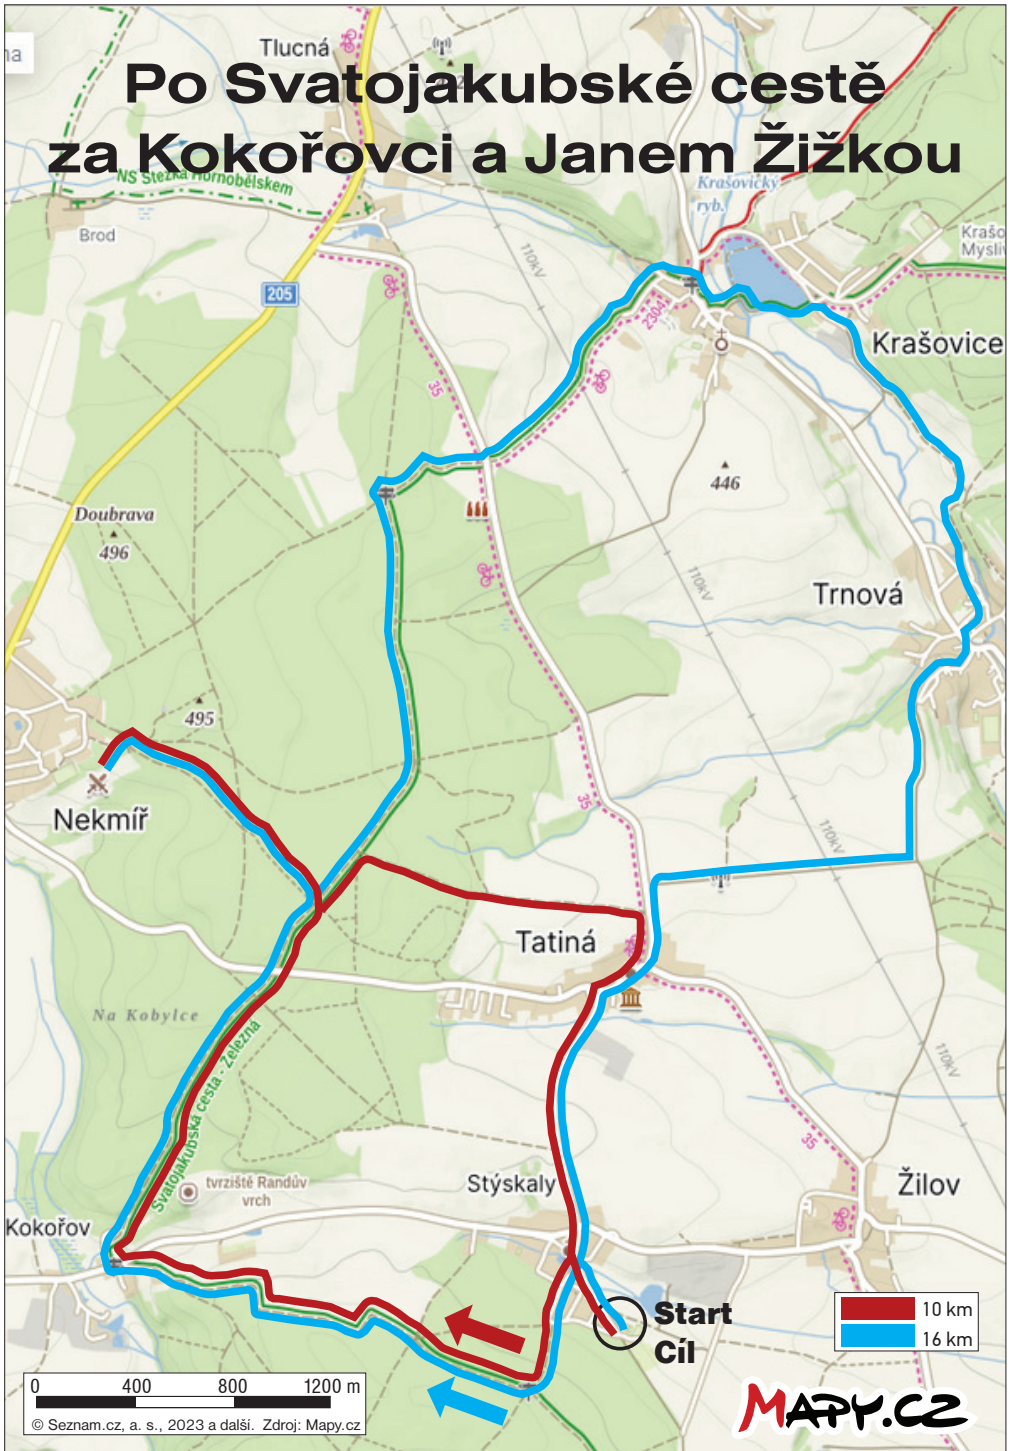 Tlucná
Po Svatojakubské cestě
za Kokořovci a Janem Žižkou
NS Stezka Hornobělskem
Krašovický
ryb.
Brod
110kV
Krašo
Mysliv
205
2304
Krašovice
35
446
Doubrava
496
110kV
Trnová
495
35
Nekmíř
110kV
Tatiná
Na Kobylce
Svatojakubská cesta - Železná
110kV
35
Stýskaly
tvrziště Randův
vrch
Žilov
Kokořov
Start
Cíl
10 km
16 km
0 400 800 1200 m
© Seznam.cz, a. s., 2023 a další. Zdroj: Mapy.cz
MAPY.CZ